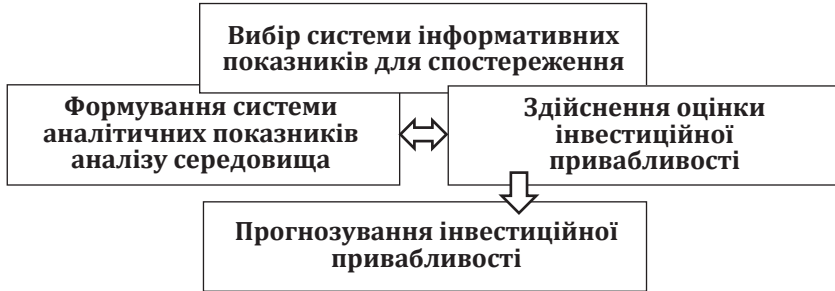 Вибір системи інформативних
показників для спостереження
Формування системи
аналітичних показників
аналізу середовища
Здійснення оцінки
інвестиційної
привабливості
Прогнозування інвестиційної
привабливості